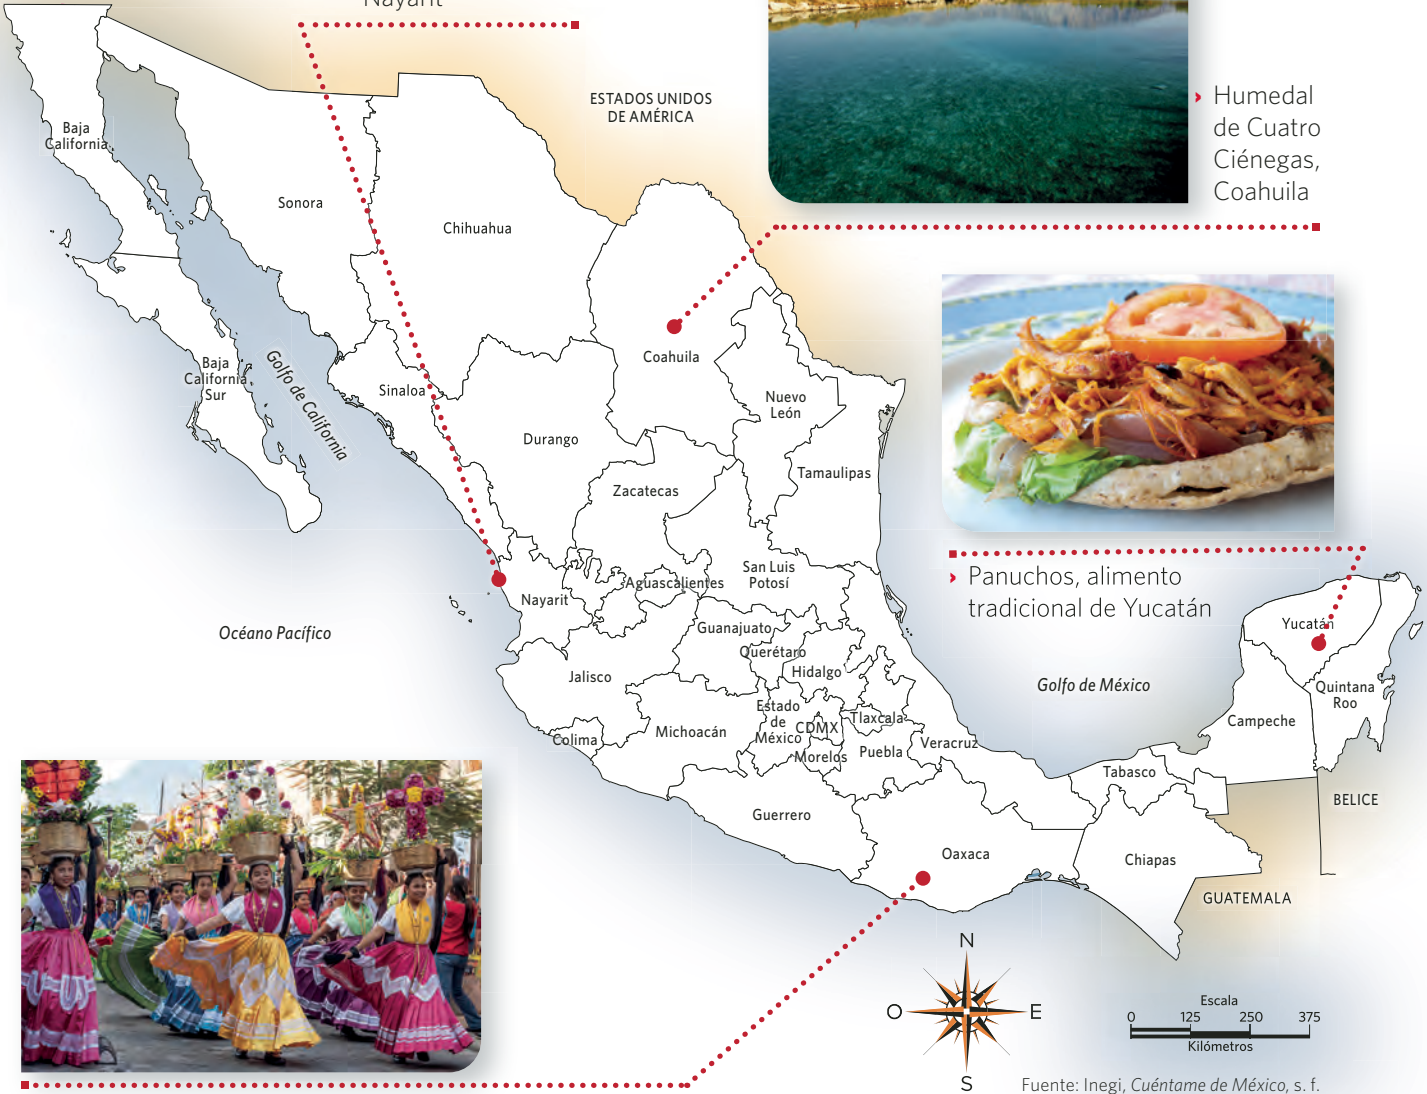 Nayarit
ESTADOS UNIDOS
DE AMÉRICA
› Humedal
de Cuatro
Ciénegas,
Coahuila
Baja
California
Sonora
Chihuahua
Coahuila
Baja
California
Sur
Golfo de California
Sinaloa
Durango
Nuevo
León
Tamaulipas
Zacatecas
San Luis
Potosí
Aguascalientes
Nayarit
› Panuchos, alimento
tradicional de Yucatán
Océano Pacífico
Guanajuato
Querétaro
Hidalgo
Jalisco
Yucatán
Golfo de México
Quintana
Roo
Campeche
Estado
de
México
CDMX
Tlaxcala
Michoacán
Colima
Morelos
Puebla
Veracruz
Tabasco
BELICE
Guerrero
Oaxaca
Chiapas
GUATEMALA
N
O
E
S
Escala
0 125 250 375
Kilómetros
Fuente: Inegi, Cuéntame de México, s. f.